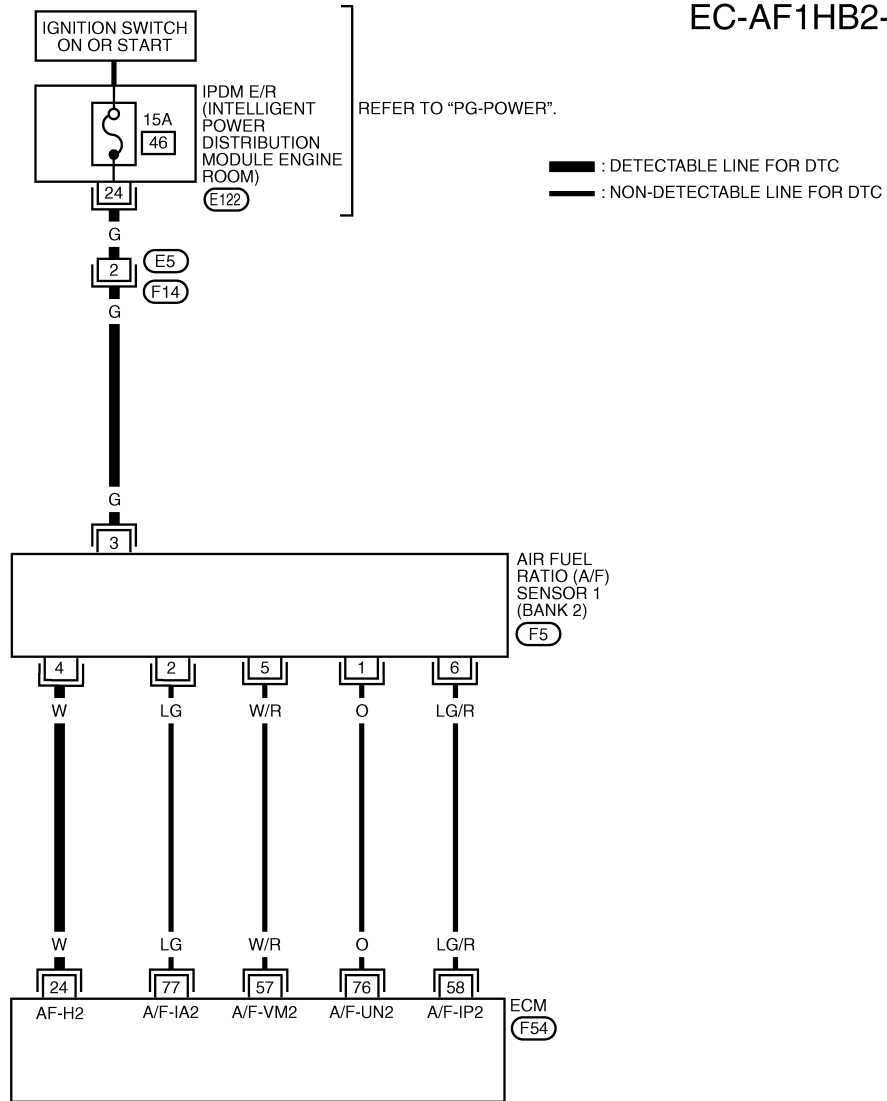 EC-AF1HB2-
IGNITION SWITCH
ON OR START
IPDM E/R
(INTELLIGENT
POWER
DISTRIBUTION
MODULE ENGINE
ROOM)
E122
15A
46
24
REFER TO “PG-POWER”.
: DETECTABLE LINE FOR DTC
: NON-DETECTABLE LINE FOR DTC
G
2
E5
F14
G
G
3
AIR FUEL
RATIO (A/F)
SENSOR 1
(BANK 2)
F5
4 2 5 1 6
W LG W/R O LG/R
W LG W/R O LG/R
24 77 57 76 58
AF-H2 A/F-IA2 A/F-VM2 A/F-UN2 A/F-IP2
ECM
F54